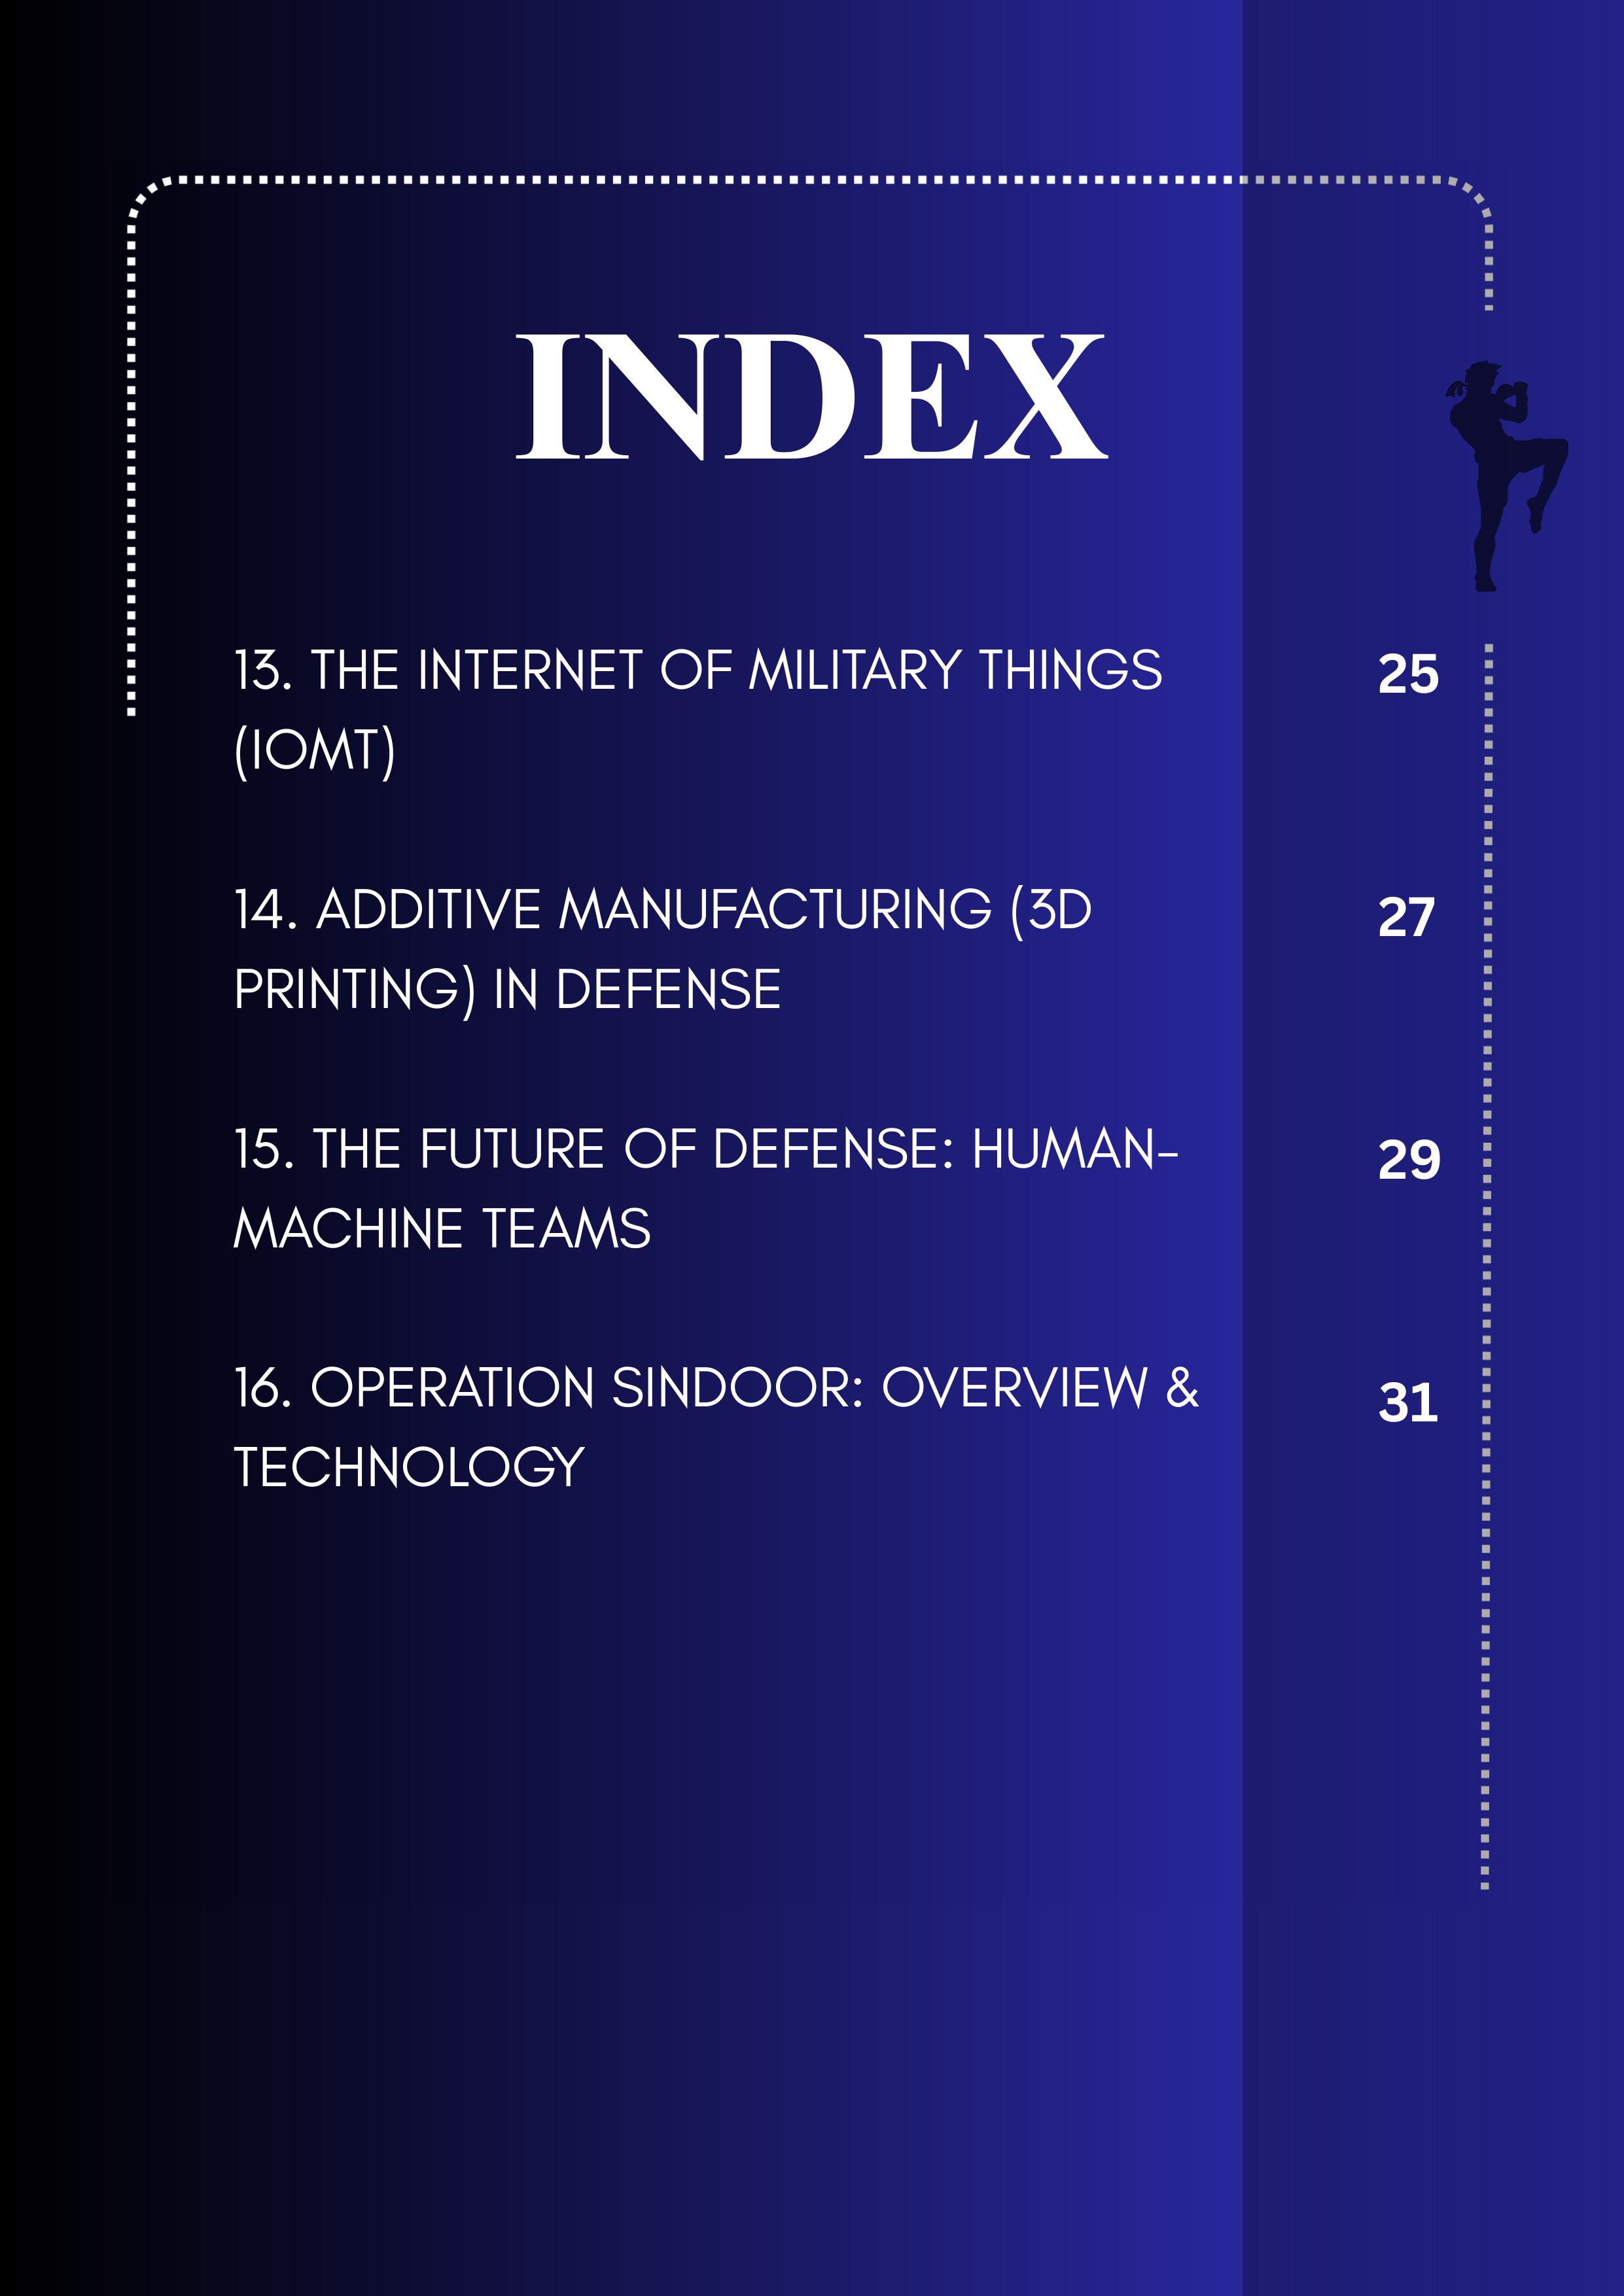 INDEX
13. THE INTERNET OF MILITARY THINGS 25
(IOMT)
14. ADDITIVE MANUFACTURING (3D 27
PRINTING) IN DEFENSE
15. THE FUTURE OF DEFENSE: HUMAN- 29
MACHINE TEAMS
16. OPERATION SINDOOR: OVERVIEW & 31
TECHNOLOGY